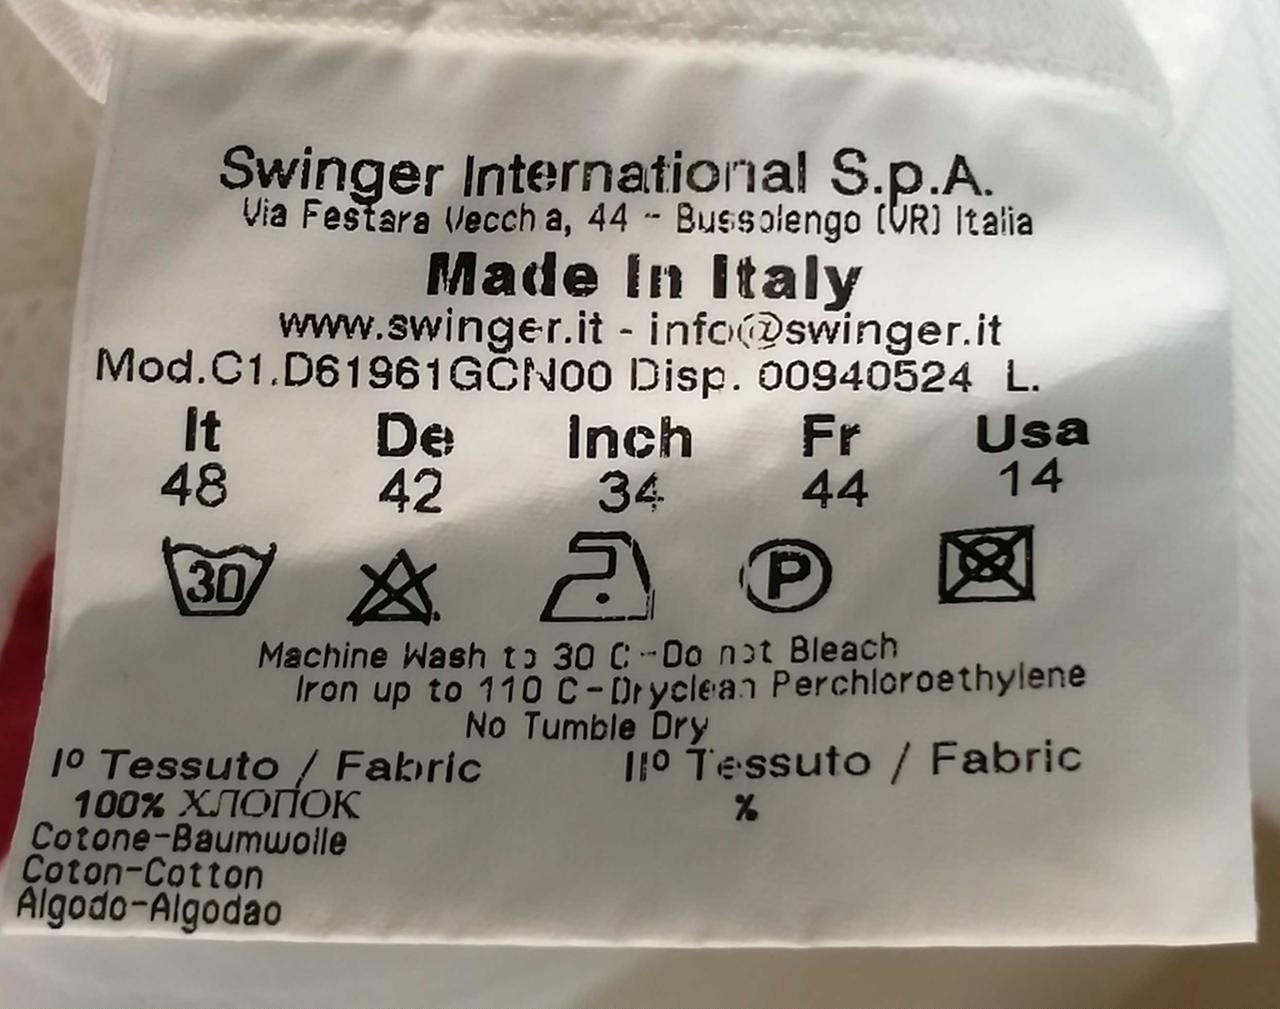 Swinger International S.p.A.
Via Festara Vecchia, 44 - Bussolengo (VR) Italia
Made In Italy
www.swinger.it - info@swinger.it
Mod.C1.D61961GCN00 Disp. 00940524 L.
It De Inch Fr Usa
48 42 34 44 14
30 P
Machine Wash to 30 C - Do not Bleach
Iron up to 110 C - Dryclean Perchloroethylene
No Tumble Dry
Iº Tessuto / Fabric IIº Tessuto / Fabric
100% ХЛОПОК %
Cotone-Baumwolle
Coton-Cotton
Algodo-Algodao